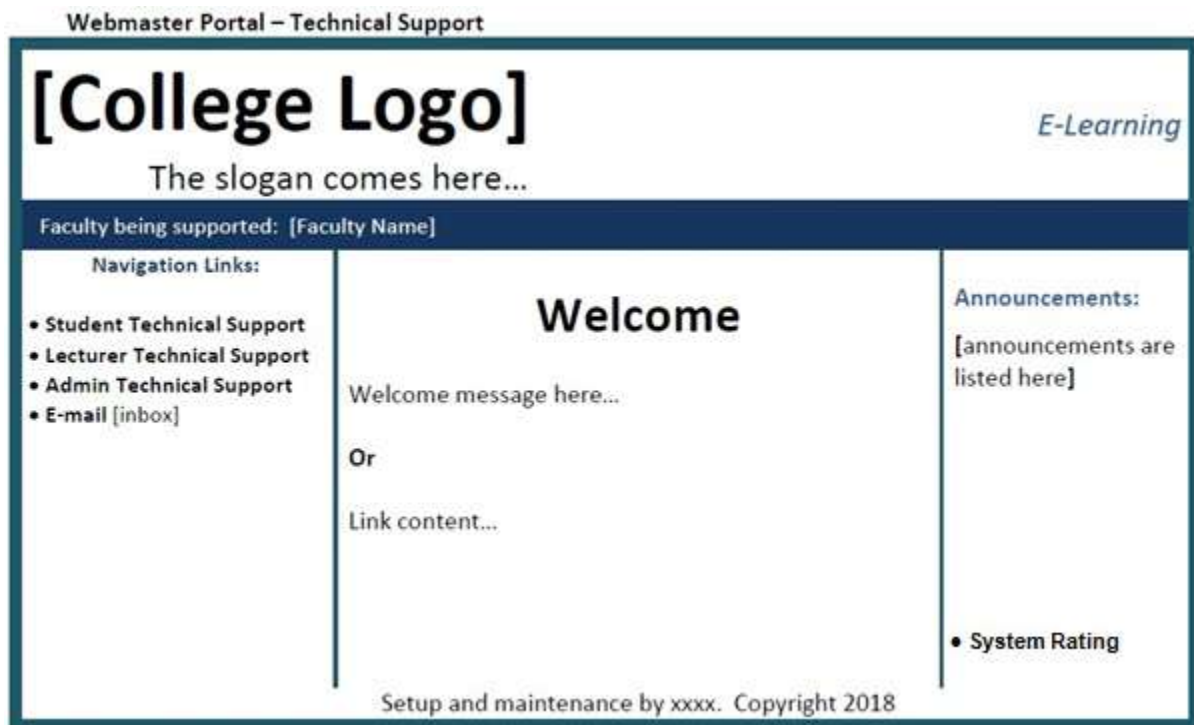 Webmaster Portal – Technical Support
[College Logo]
E-Learning
The slogan comes here...
Faculty being supported: [Faculty Name]
Navigation Links:
• Student Technical Support
• Lecturer Technical Support
• Admin Technical Support
• E-mail [inbox]
Welcome
Welcome message here...
Or
Link content...
Announcements:
[announcements are
listed here]
• System Rating
Setup and maintenance by xxxx. Copyright 2018